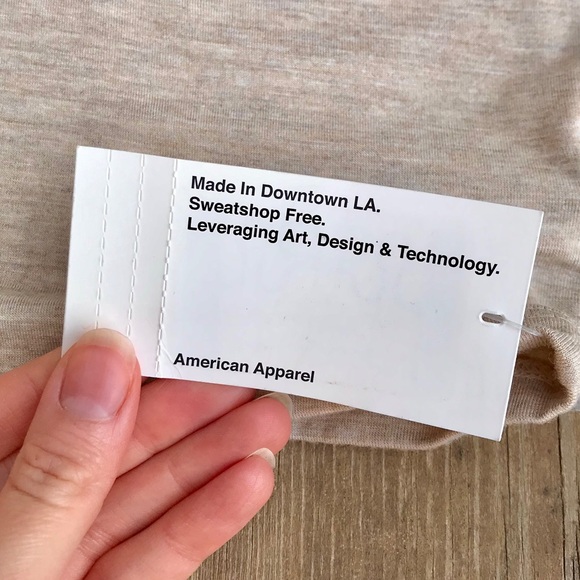 Made In Downtown LA.
Sweatshop Free.
Leveraging Art, Design & Technology.
American Apparel